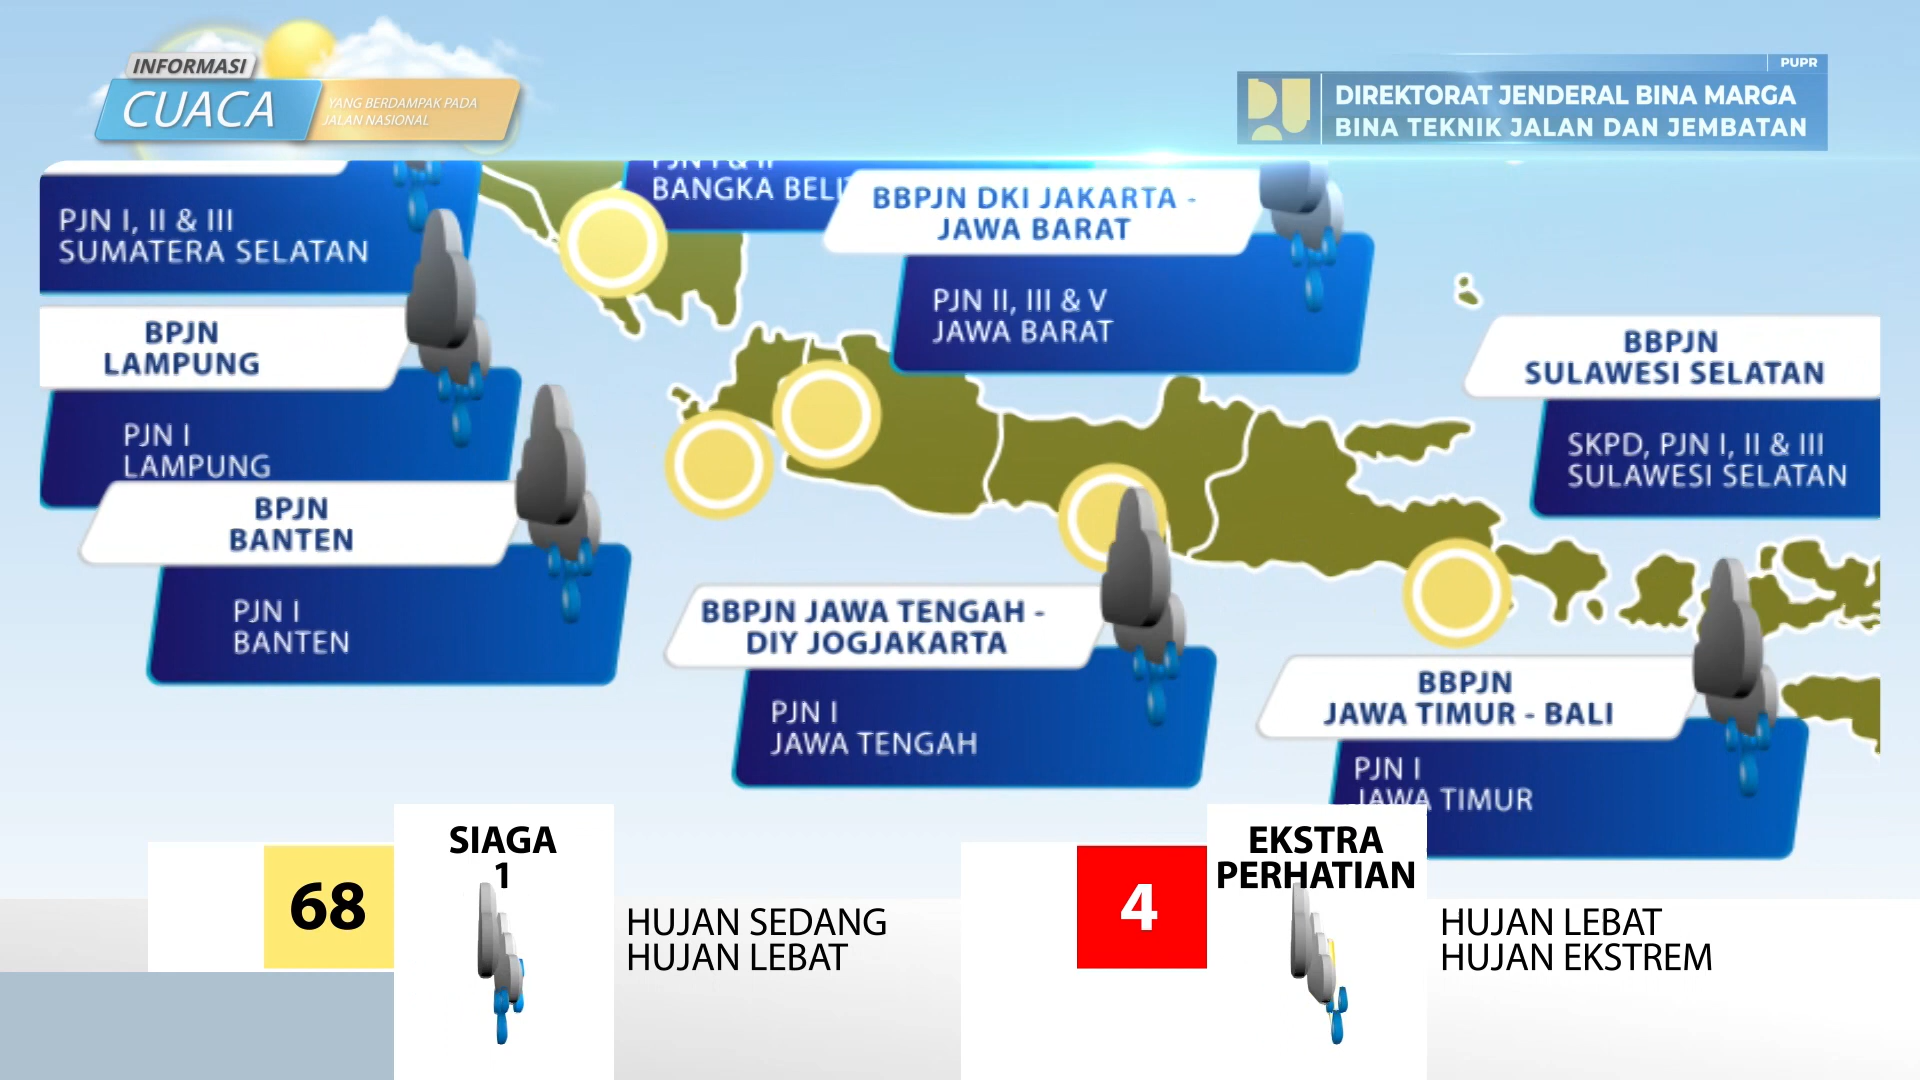 INFORMASI
CUACA
YANG BERDAMPAK PADA
JALAN NASIONAL
PUPR
DIREKTORAT JENDERAL BINA MARGA
BINA TEKNIK JALAN DAN JEMBATAN
PJN I, II & III
SUMATERA SELATAN
PJN I & II
BANGKA
BBPJN DKI JAKARTA -
JAWA BARAT
PJN II, III & V
JAWA BARAT
BPJN
LAMPUNG
PJN I
LAMPUNG
BBPJN
SULAWESI SELATAN
SKPD, PJN I, II & III
SULAWESI SELATAN
BPJN
BANTEN
PJN I
BANTEN
BBPJN JAWA TENGAH -
DIY JOGJAKARTA
PJN I
JAWA TENGAH
BBPJN
JAWA TIMUR - BALI
PJN I
JAWA TIMUR
68
SIAGA
1
HUJAN SEDANG
HUJAN LEBAT
4
EKSTRA
PERHATIAN
HUJAN LEBAT
HUJAN EKSTREM